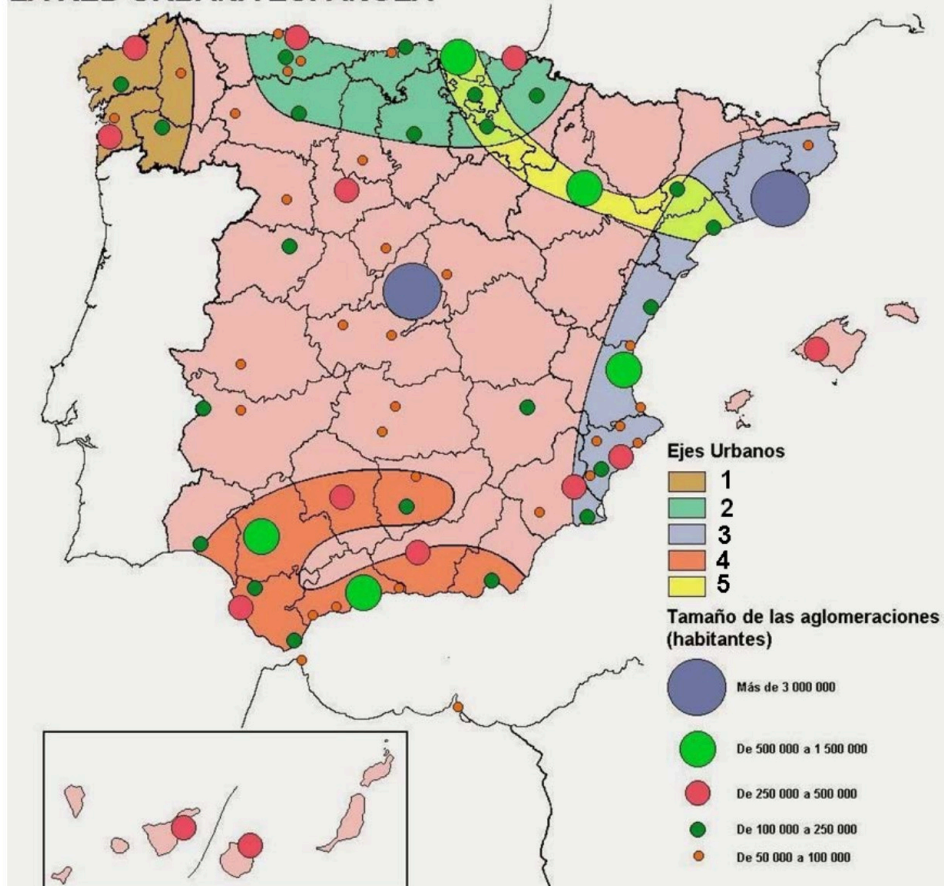 Ejes Urbanos
1
2
3
4
5
Tamaño de las aglomeraciones
(habitantes)
Más de 3 000 000
De 500 000 a 1 500 000
De 250 000 a 500 000
De 100 000 a 250 000
De 50 000 a 100 000